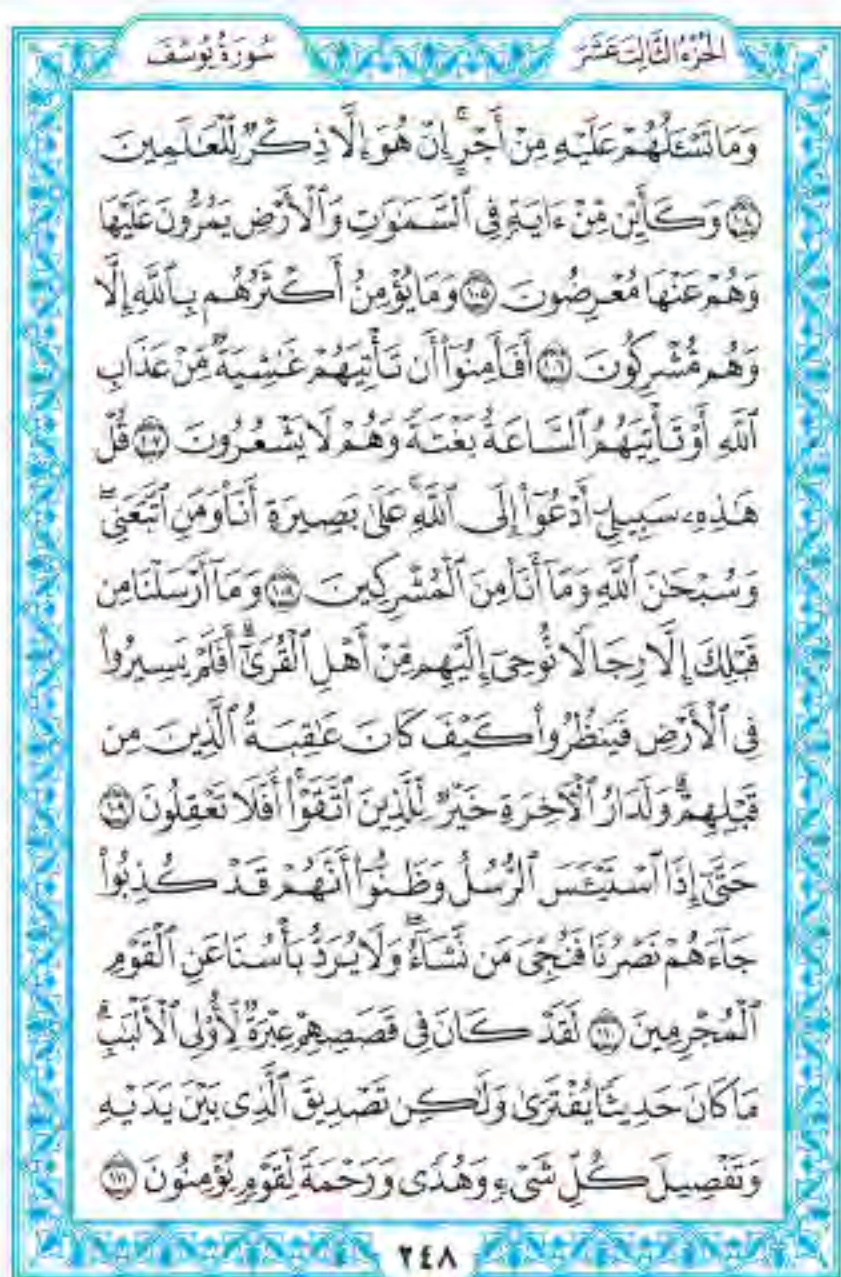 الجزء الثالث عشر
سورة يوسف
وَمَا تَسْـَٔلُهُمْ عَلَيْهِ مِنْ أَجْرٍ ۚ إِنْ هُوَ إِلَّا ذِكْرٌ لِّلْعَـٰلَمِينَ
١٠٤ وَكَأَيِّن مِّنْ ءَايَةٍ فِى ٱلسَّمَـٰوَٰتِ وَٱلْأَرْضِ يَمُرُّونَ عَلَيْهَا
وَهُمْ عَنْهَا مُعْرِضُونَ ١٠٥ وَمَا يُؤْمِنُ أَكْثَرُهُم بِٱللَّهِ إِلَّا
وَهُم مُّشْرِكُونَ ١٠٦ أَفَأَمِنُوٓا۟ أَن تَأْتِيَهُمْ غَـٰشِيَةٌ مِّنْ عَذَابِ
ٱللَّهِ أَوْ تَأْتِيَهُمُ ٱلسَّاعَةُ بَغْتَةً وَهُمْ لَا يَشْعُرُونَ ١٠٧ قُلْ
هَـٰذِهِۦ سَبِيلِىٓ أَدْعُوٓا۟ إِلَى ٱللَّهِ ۚ عَلَىٰ بَصِيرَةٍ أَنَا۠ وَمَنِ ٱتَّبَعَنِى ۖ
وَسُبْحَـٰنَ ٱللَّهِ وَمَآ أَنَا۠ مِنَ ٱلْمُشْرِكِينَ ١٠٨ وَمَآ أَرْسَلْنَا مِن
قَبْلِكَ إِلَّا رِجَالًا نُّوحِىٓ إِلَيْهِم مِّنْ أَهْلِ ٱلْقُرَىٰٓ ۗ أَفَلَمْ يَسِيرُوا۟
فِى ٱلْأَرْضِ فَيَنظُرُوا۟ كَيْفَ كَانَ عَـٰقِبَةُ ٱلَّذِينَ مِن
قَبْلِهِمْ ۗ وَلَدَارُ ٱلْـَٔاخِرَةِ خَيْرٌ لِّلَّذِينَ ٱتَّقَوْا۟ ۗ أَفَلَا تَعْقِلُونَ ١٠٩
حَتَّىٰٓ إِذَا ٱسْتَيْـَٔسَ ٱلرُّسُلُ وَظَنُّوٓا۟ أَنَّهُمْ قَدْ كُذِبُوا۟
جَآءَهُمْ نَصْرُنَا فَنُجِّىَ مَن نَّشَآءُ ۖ وَلَا يُرَدُّ بَأْسُنَا عَنِ ٱلْقَوْمِ
ٱلْمُجْرِمِينَ ١١٠ لَقَدْ كَانَ فِى قَصَصِهِمْ عِبْرَةٌ لِّأُو۟لِى ٱلْأَلْبَـٰبِ ۗ
مَا كَانَ حَدِيثًا يُفْتَرَىٰ وَلَـٰكِن تَصْدِيقَ ٱلَّذِى بَيْنَ يَدَيْهِ
وَتَفْصِيلَ كُلِّ شَىْءٍ وَهُدًى وَرَحْمَةً لِّقَوْمٍ يُؤْمِنُونَ ١١١
٢٤٨